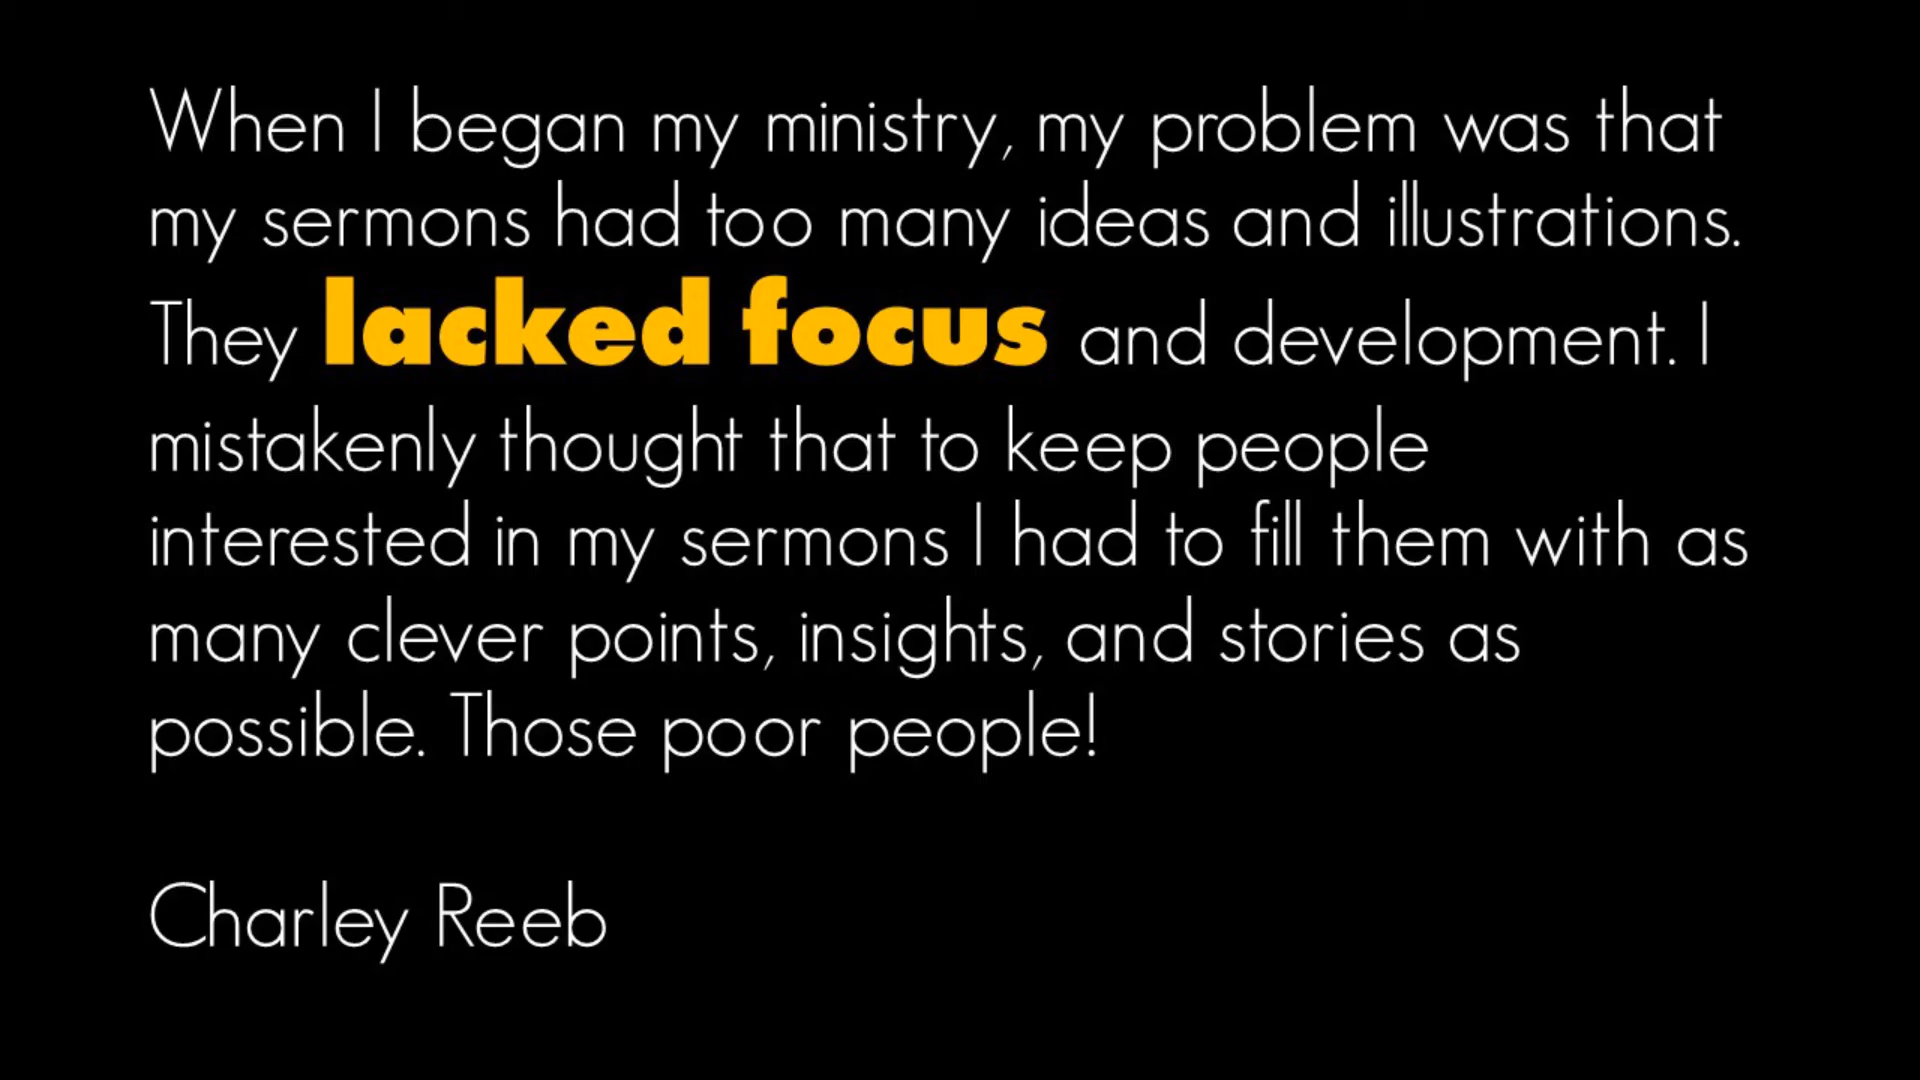 When I began my ministry, my problem was that
my sermons had too many ideas and illustrations.
They lacked focus and development. I
mistakenly thought that to keep people
interested in my sermons I had to fill them with as
many clever points, insights, and stories as
possible. Those poor people!
Charley Reeb